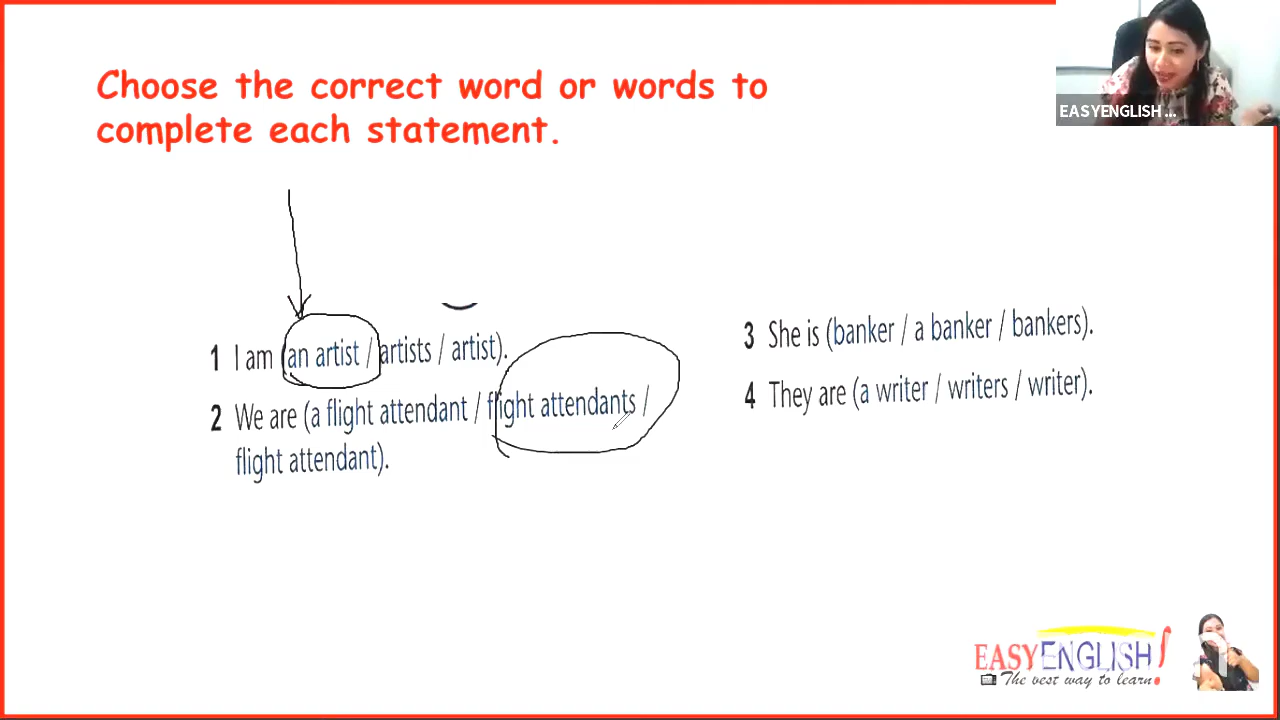 Choose the correct word or words to
complete each statement.
EASYENGLISH ...
1 I am (an artist / artists / artist).
2 We are (a flight attendant / flight attendants /
flight attendant).
3 She is (banker / a banker / bankers).
4 They are (a writer / writers / writer).
EASYENGLISH!
The best way to learn!